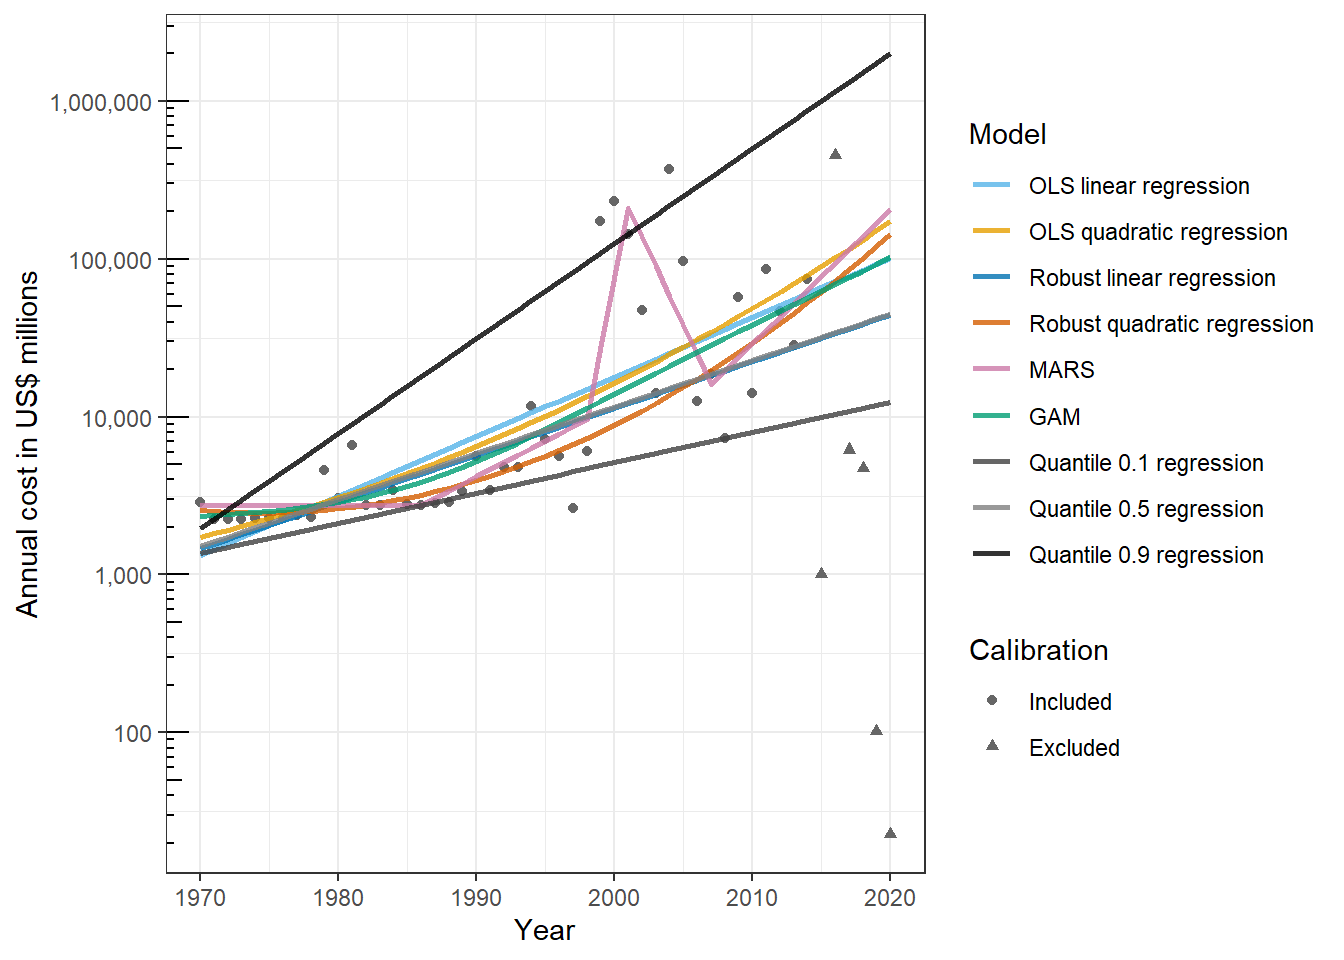 Annual cost in US$ millions
1,000,000
100,000
10,000
1,000
100
1970 1980 1990 2000 2010 2020
Year
Model
OLS linear regression
OLS quadratic regression
Robust linear regression
Robust quadratic regression
MARS
GAM
Quantile 0.1 regression
Quantile 0.5 regression
Quantile 0.9 regression
Calibration
Included
Excluded